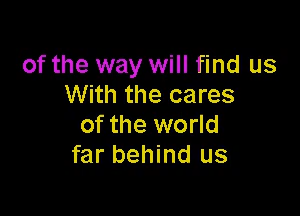 of the way will find us
With the cares
of the world
far behind us